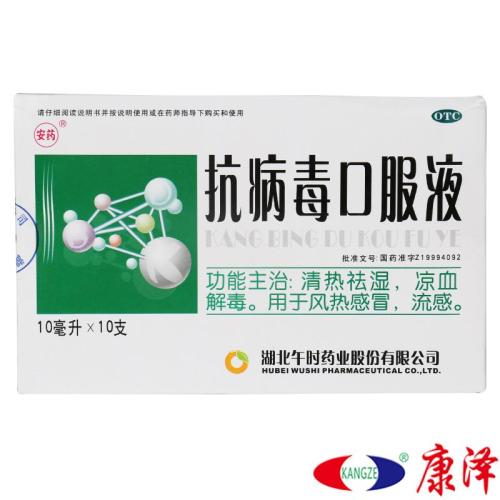 请仔细阅读说明书并按说明使用或在药师指导下购买和使用
安药®
OTC
抗病毒口服液
KANG BING DU KOU FU YE
批准文号:国药准字Z19994092
功能主治:清热祛湿，凉血
解毒。用于风热感冒，流感。
10毫升×10支
湖北午时药业股份有限公司
HUBEI WUSHI PHARMACEUTICAL CO.,LTD.
KANGZE® 康泽